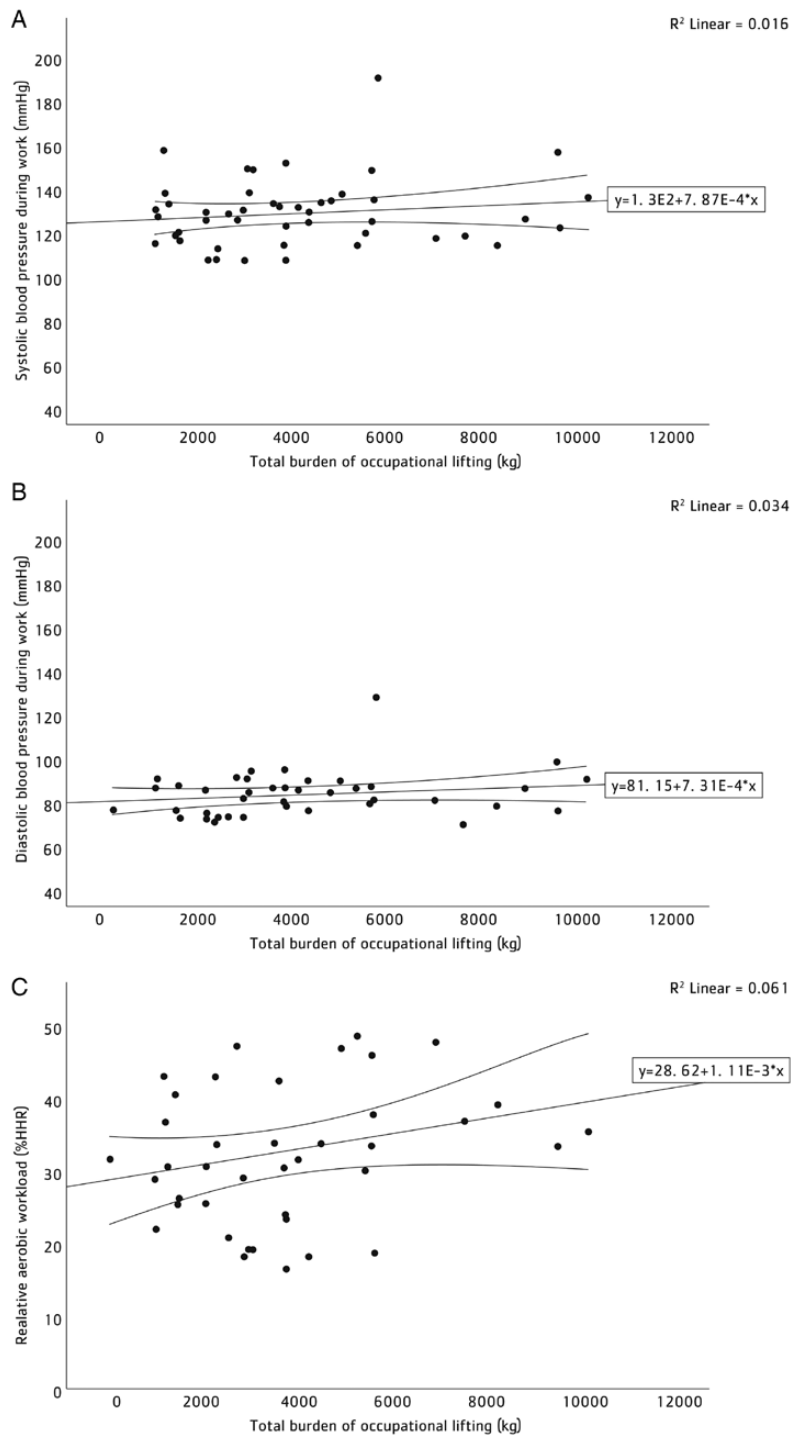 A
R² Linear = 0.016
Systolic blood pressure during work (mmHg)
200
180
160
140
120
100
80
60
40
y=1. 3E2+7. 87E-4*x
0 2000 4000 6000 8000 10000 12000
Total burden of occupational lifting (kg)
B
R² Linear = 0.034
Diastolic blood pressure during work (mmHg)
200
180
160
140
120
100
80
60
40
y=81. 15+7. 31E-4*x
0 2000 4000 6000 8000 10000 12000
Total burden of occupational lifting (kg)
C
R² Linear = 0.061
Realative aerobic workload (%HHR)
50
40
30
20
10
0
y=28. 62+1. 11E-3*x
0 2000 4000 6000 8000 10000 12000
Total burden of occupational lifting (kg)